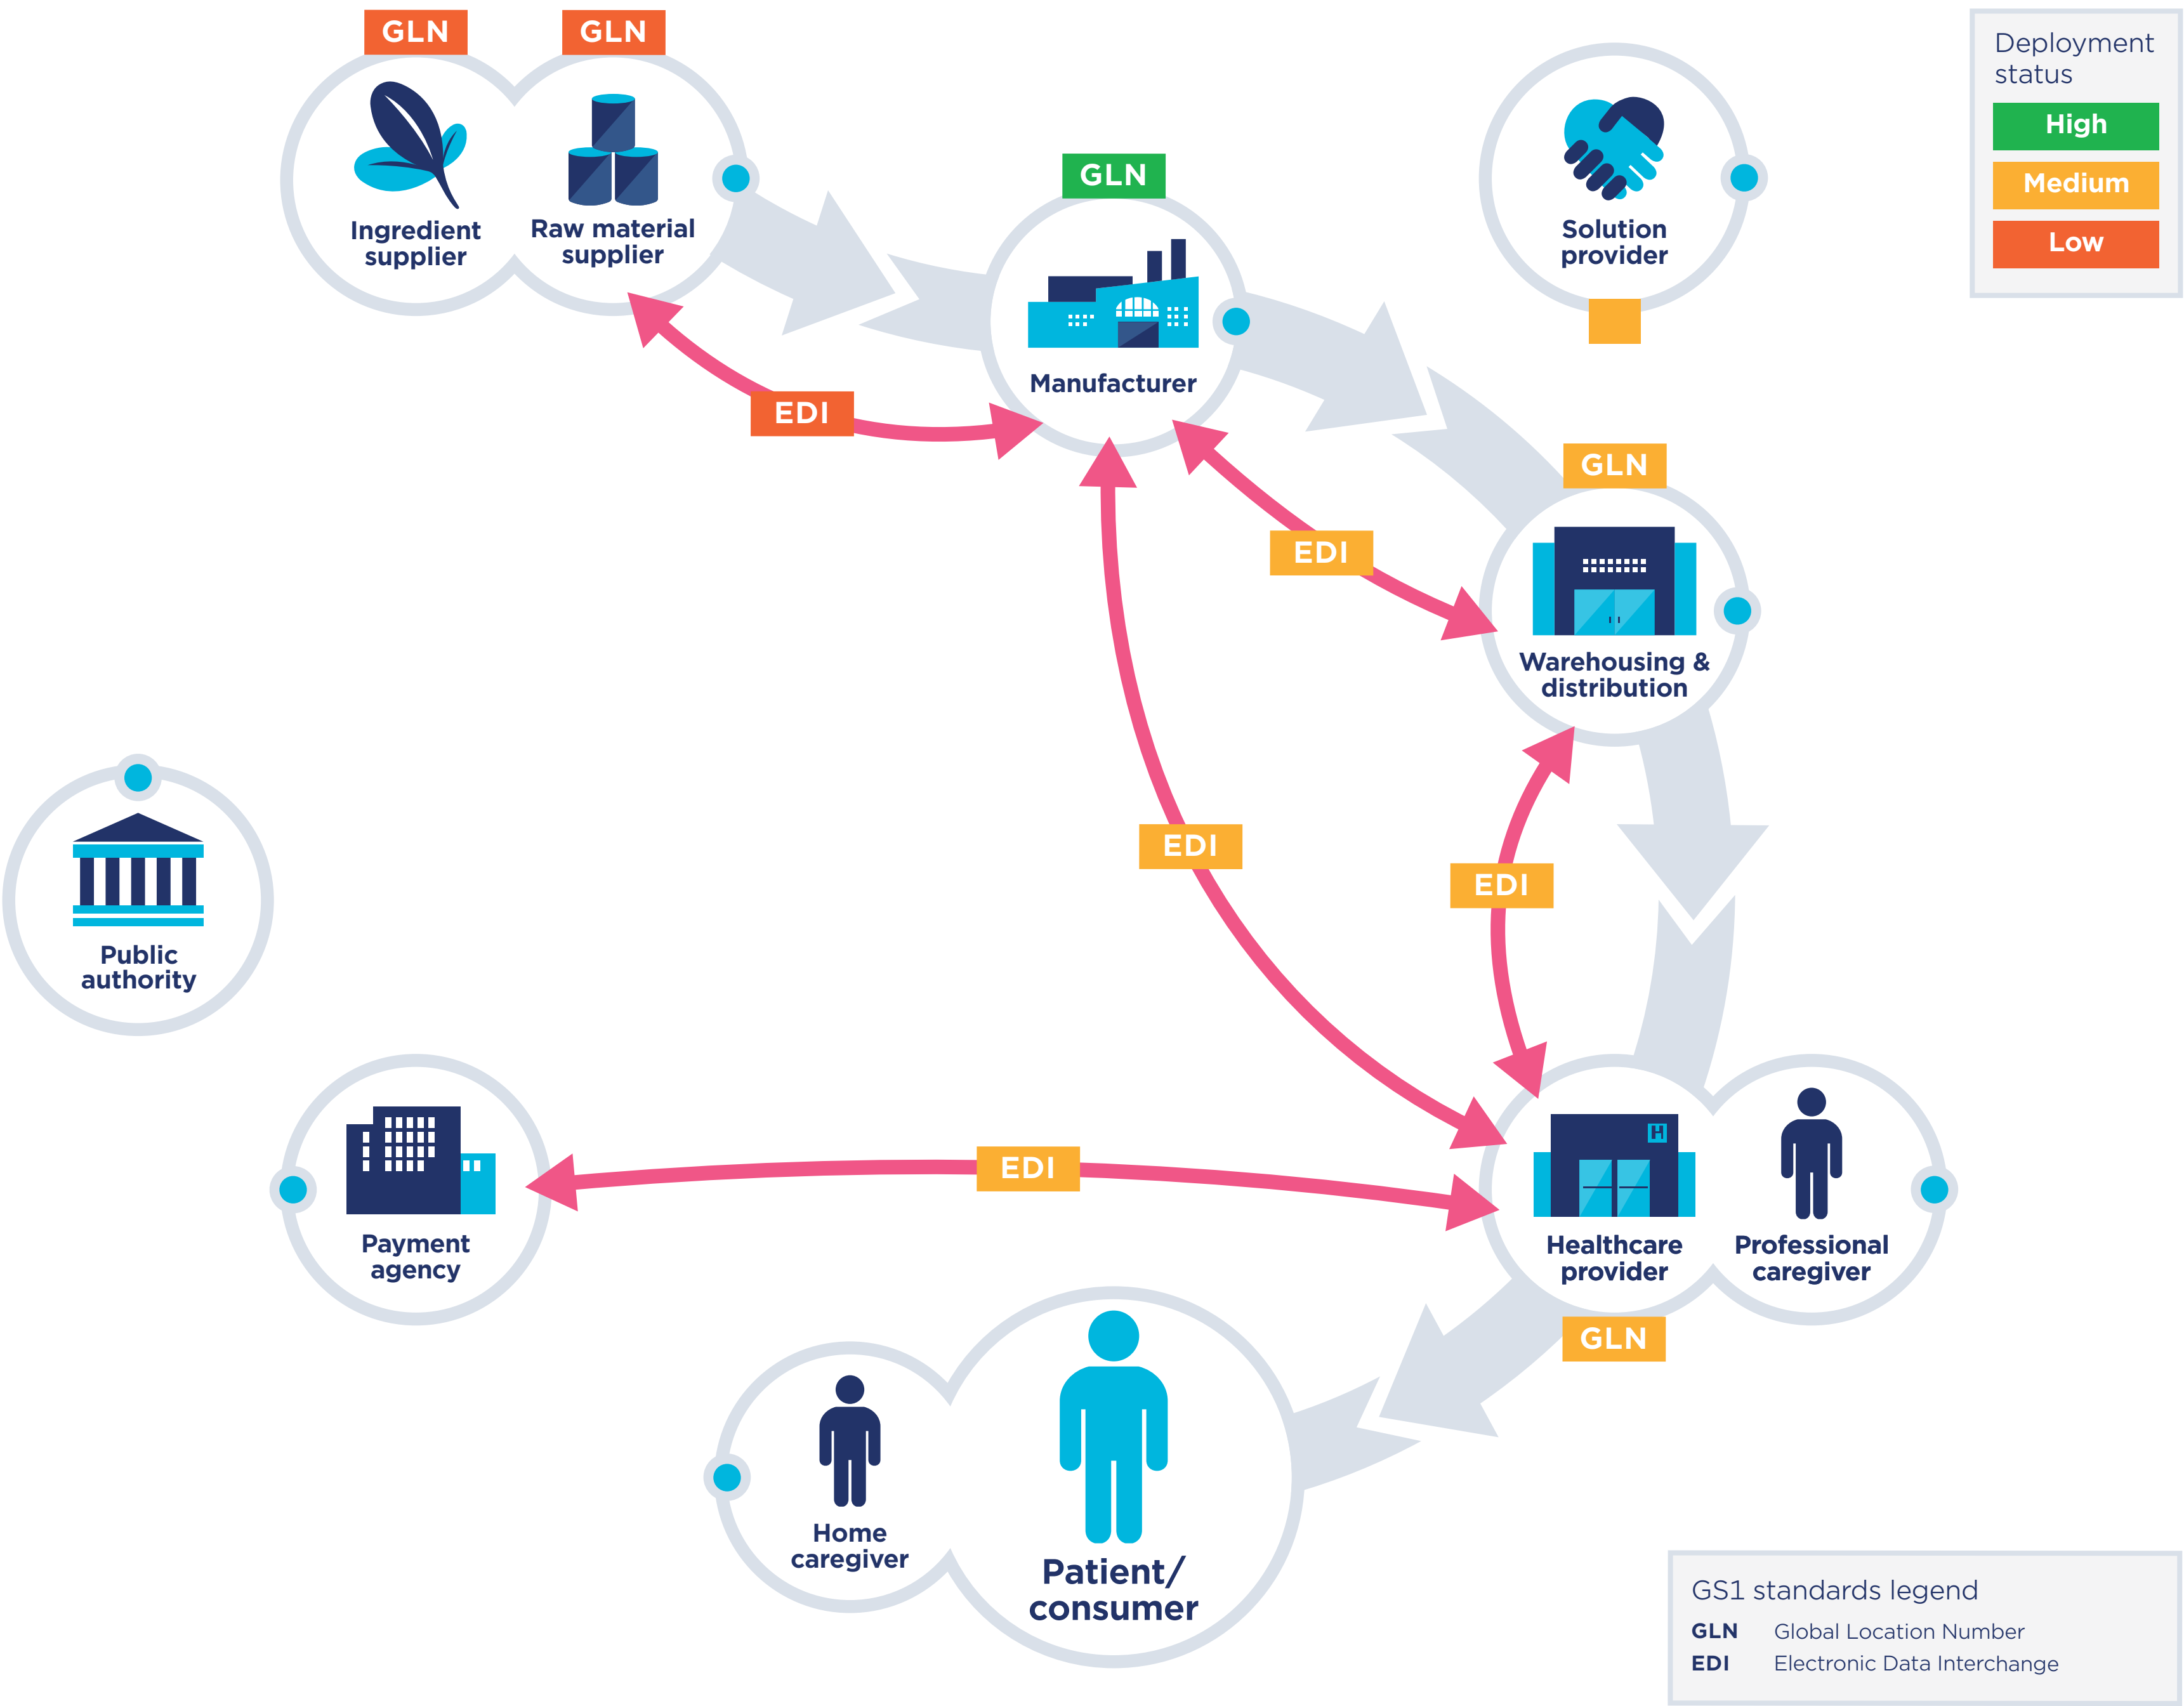 GLN
GLN
Ingredient
supplier
Raw material
supplier
GLN
Manufacturer
Solution
provider
Deployment
status
High
Medium
Low
EDI
GLN
EDI
Warehousing &
distribution
EDI
EDI
Public
authority
Payment
agency
EDI
H
Healthcare
provider
Professional
caregiver
GLN
Home
caregiver
Patient/
consumer
GS1 standards legend
GLN Global Location Number
EDI Electronic Data Interchange